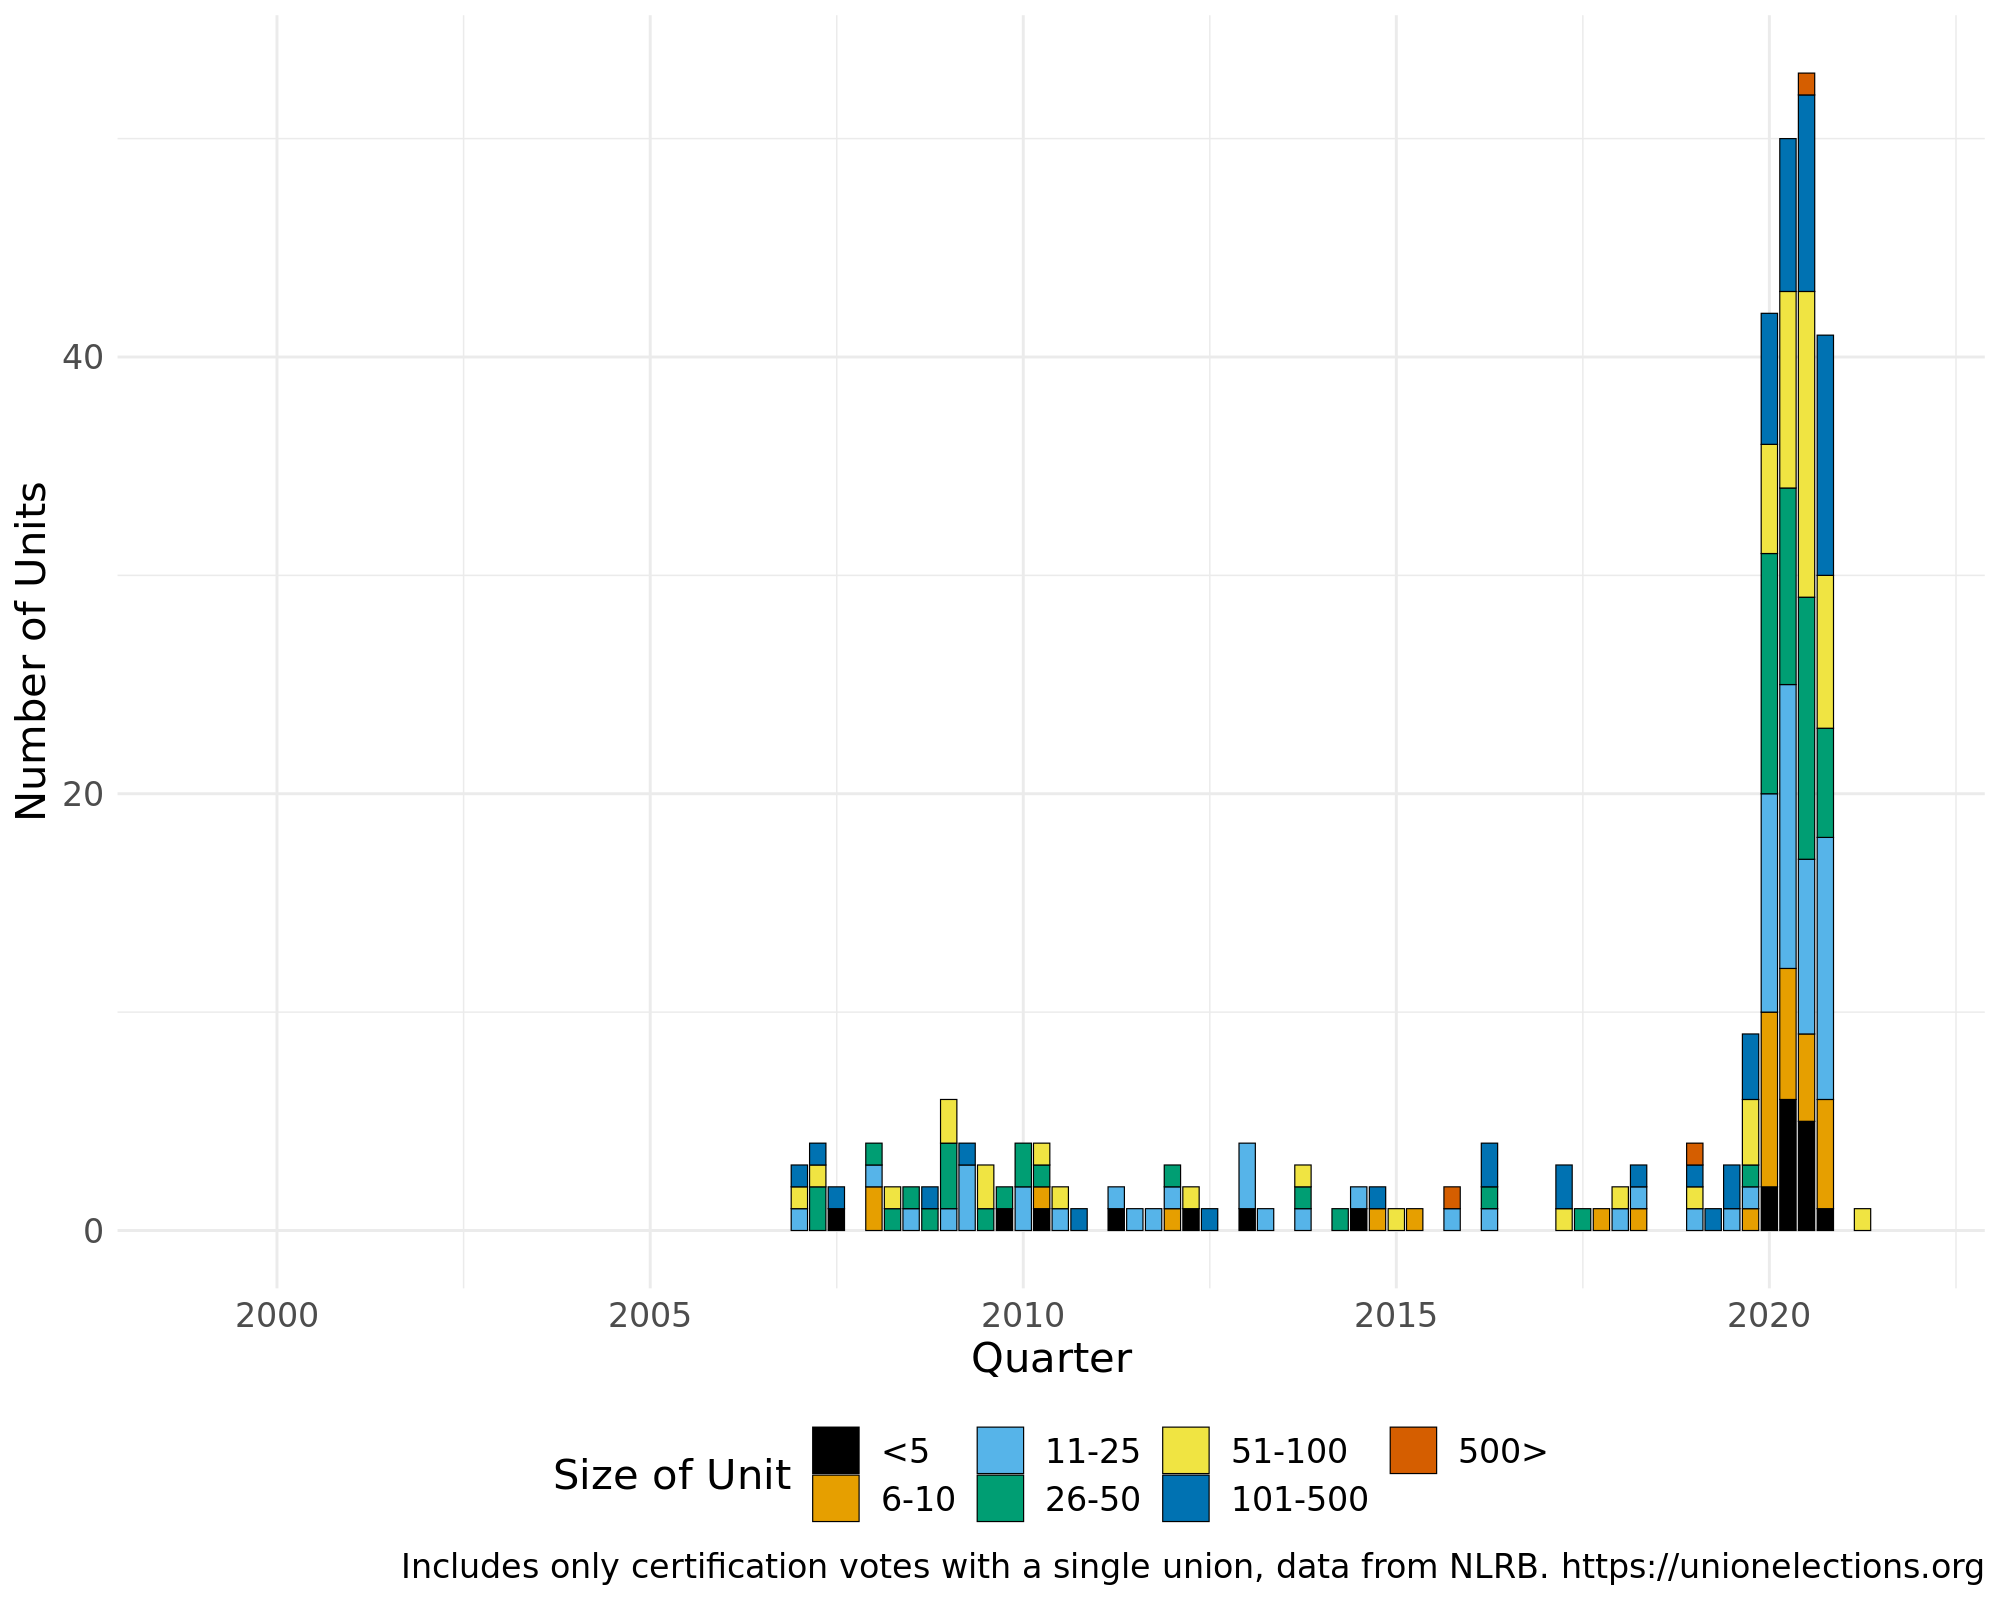 Number of Units
40
20
0
2000 2005 2010 2015 2020
Quarter
Size of Unit
<5 11-25 51-100 500>
6-10 26-50 101-500
Includes only certification votes with a single union, data from NLRB. https://unionelections.org